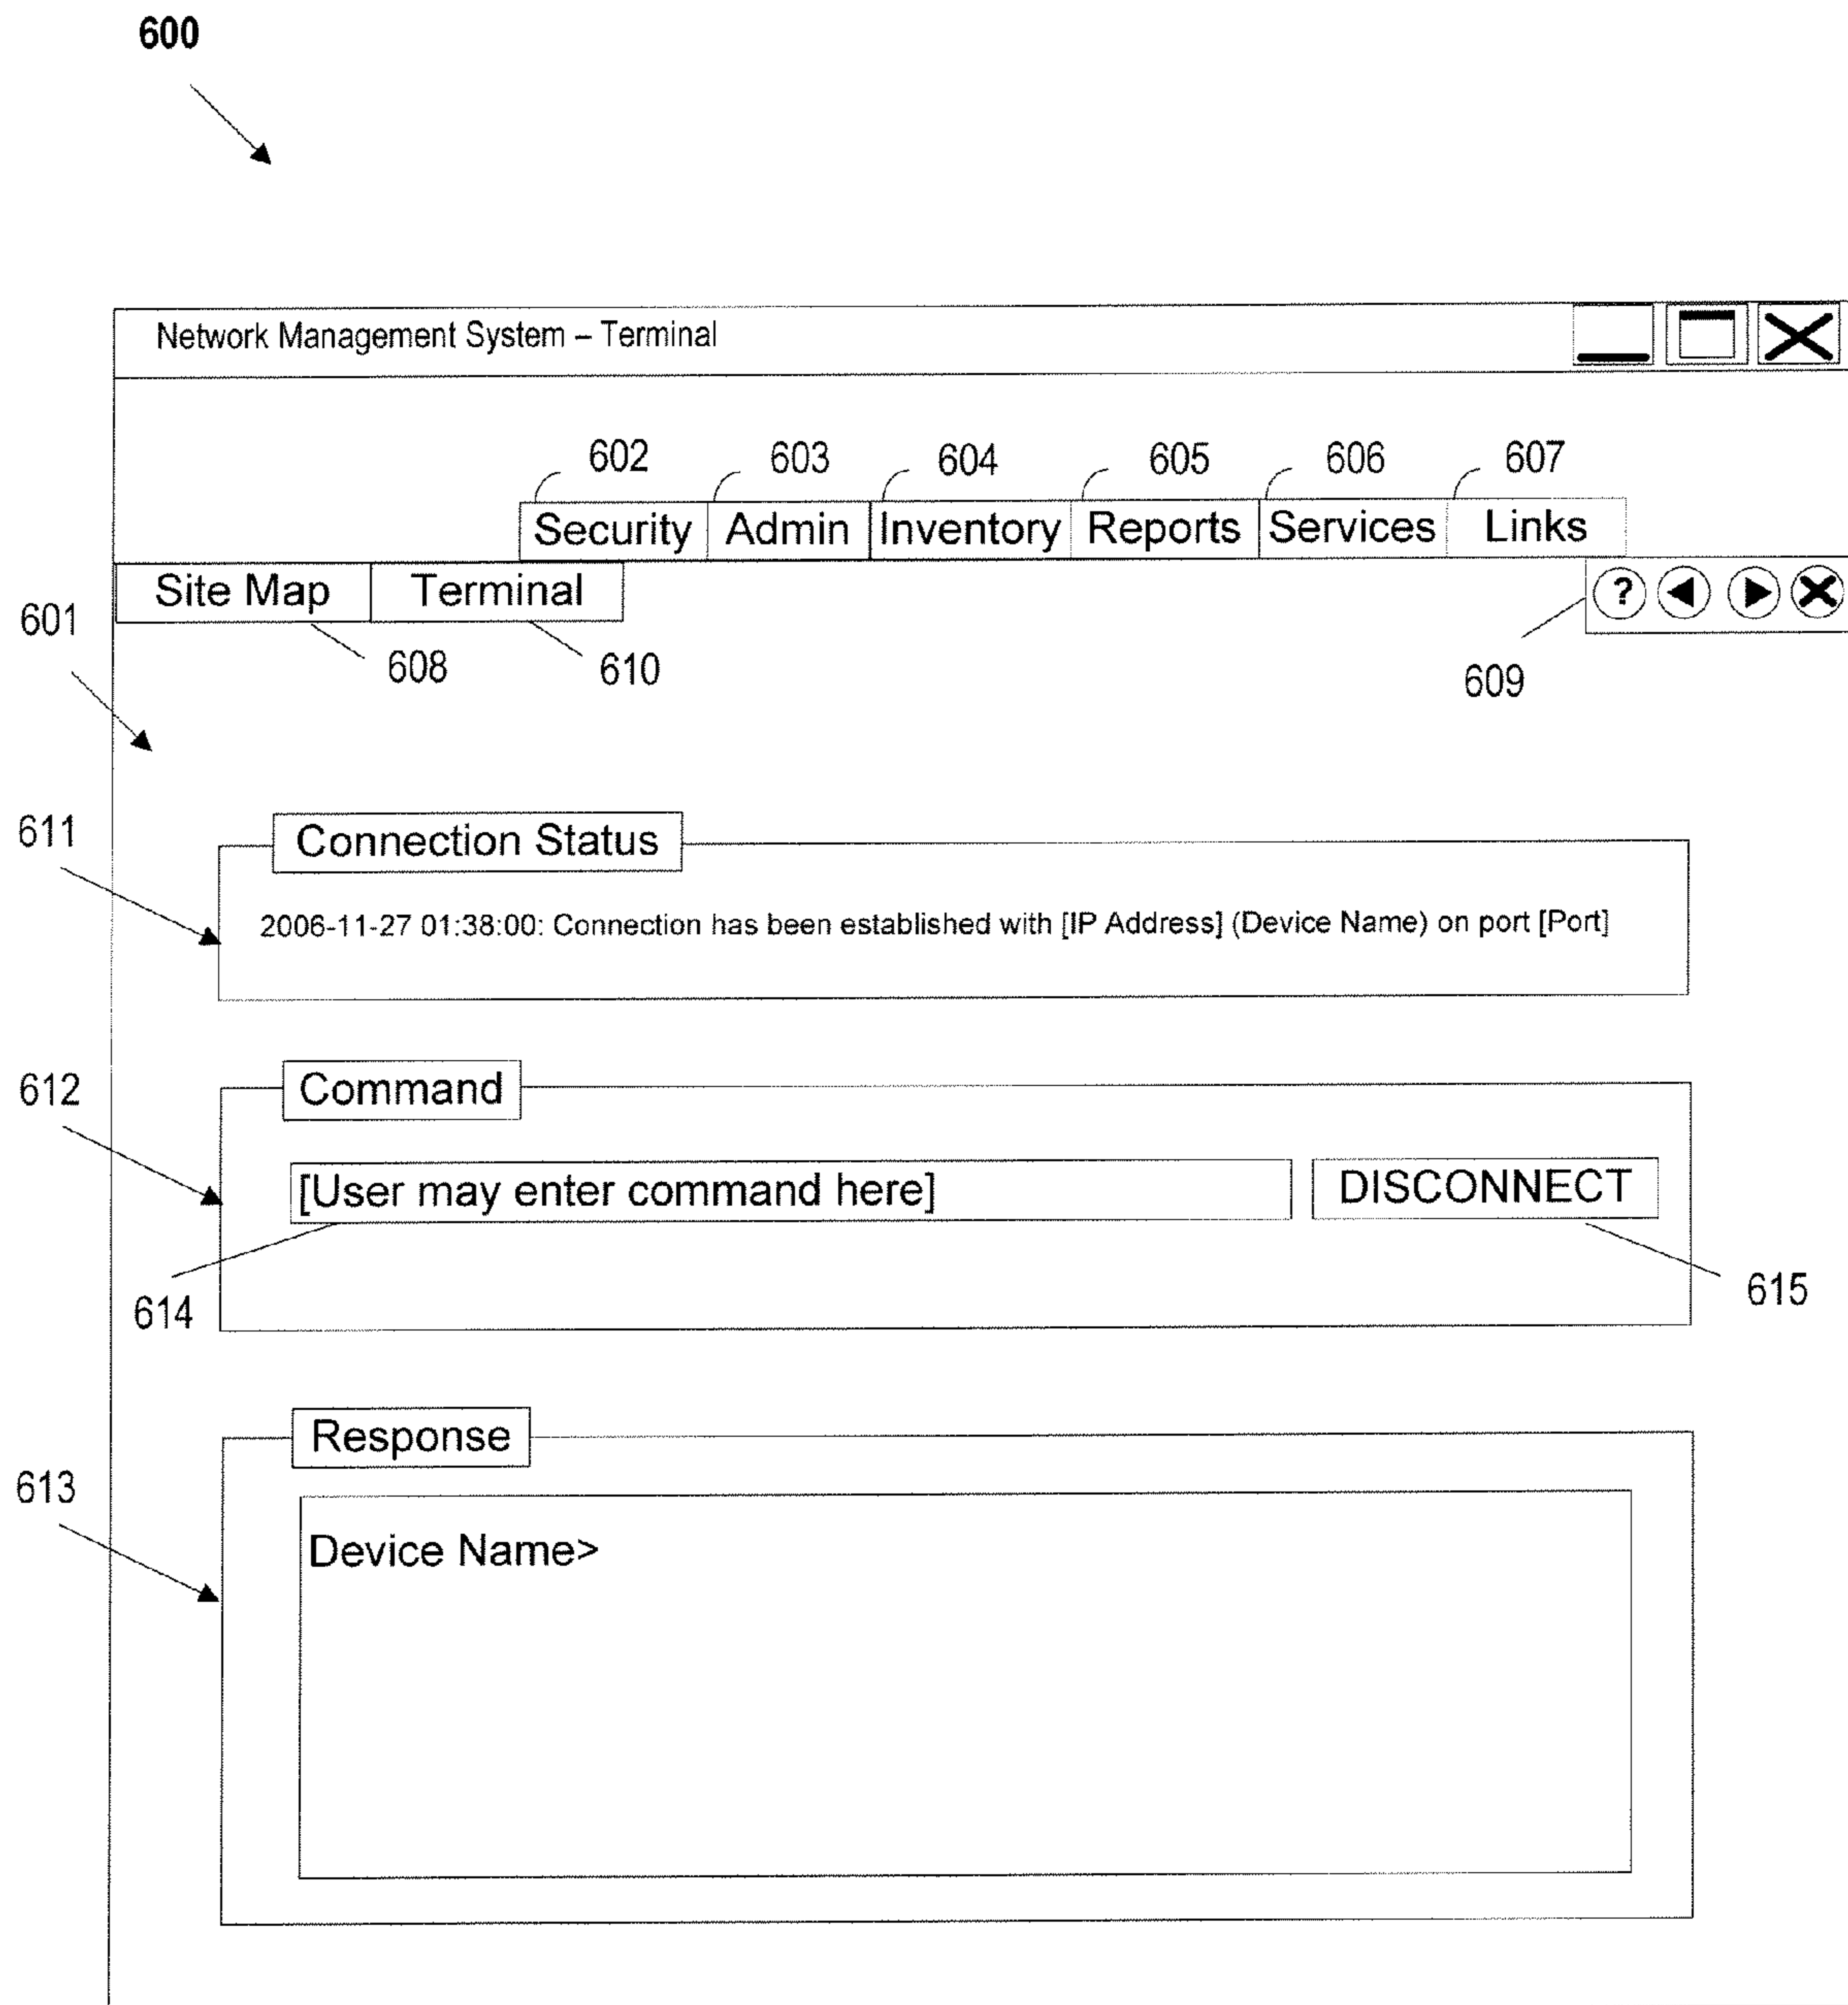 600
Network Management System – Terminal
602 603 604 605 606 607
Security Admin Inventory Reports Services Links
Site Map Terminal ?
601
608 610 609
611
Connection Status
2006-11-27 01:38:00: Connection has been established with [IP Address] (Device Name) on port [Port]
612
Command
[User may enter command here] DISCONNECT
614 615
Response
613
Device Name>